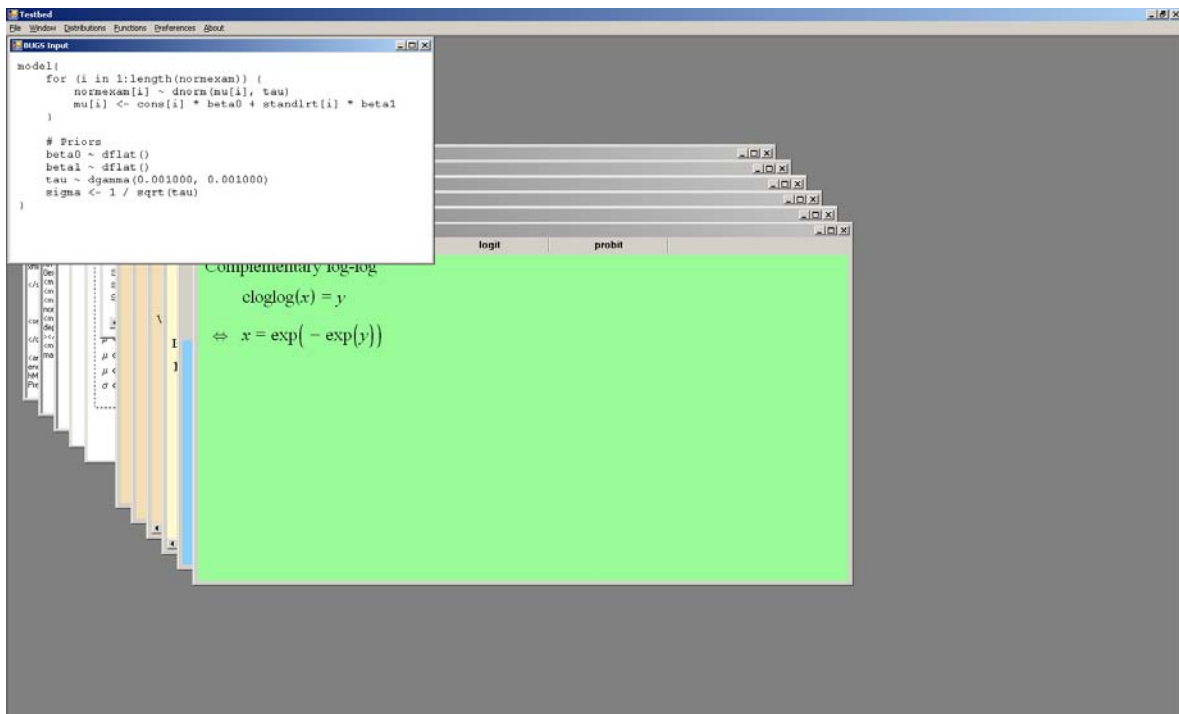 Testbed
File Window Distributions Functions Preferences About
BUGS Input
model{
for (i in 1:length(normexam)) {
normexam[i] ~ dnorm(mu[i], tau)
mu[i] <- cons[i] * beta0 + standlrt[i] * beta1
}
# Priors
beta0 ~ dflat()
beta1 ~ dflat()
tau ~ dgamma(0.001000, 0.001000)
sigma <- 1 / sqrt(tau)
}
logit probit
Complementary log-log
cloglog(x) = y
⇔ x = exp( − exp(y))
μ
μ
μ
σ